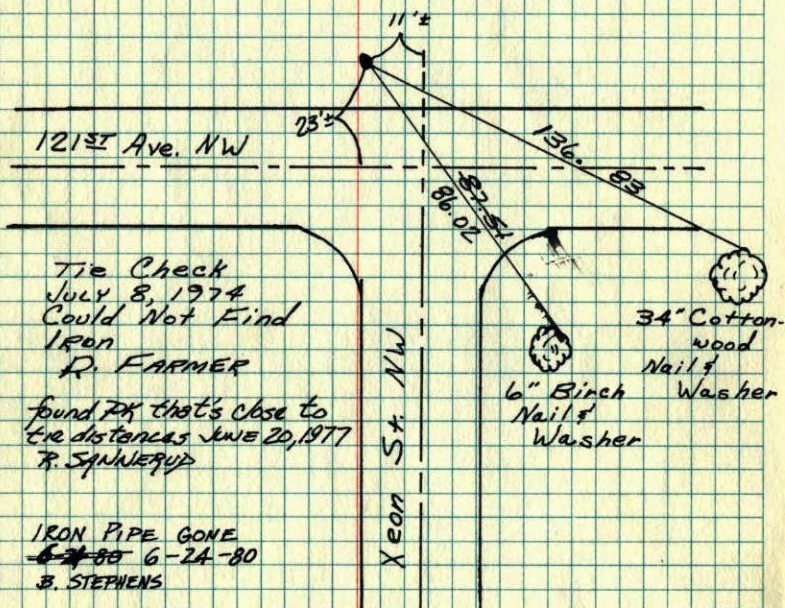 11'±
23'±
121ST Ave. NW
136.83
87.51
86.02
Tie Check
JULY 8, 1974
Could Not Find
Iron
D. FARMER
found PK that's close to
tie distances JUNE 20, 1977
R. SANNERUD
IRON PIPE GONE
6-24-80 6-24-80
B. STEPHENS
Xeon St. NW
34" Cotton-
wood
Nail &
Washer
6" Birch
Nail &
Washer